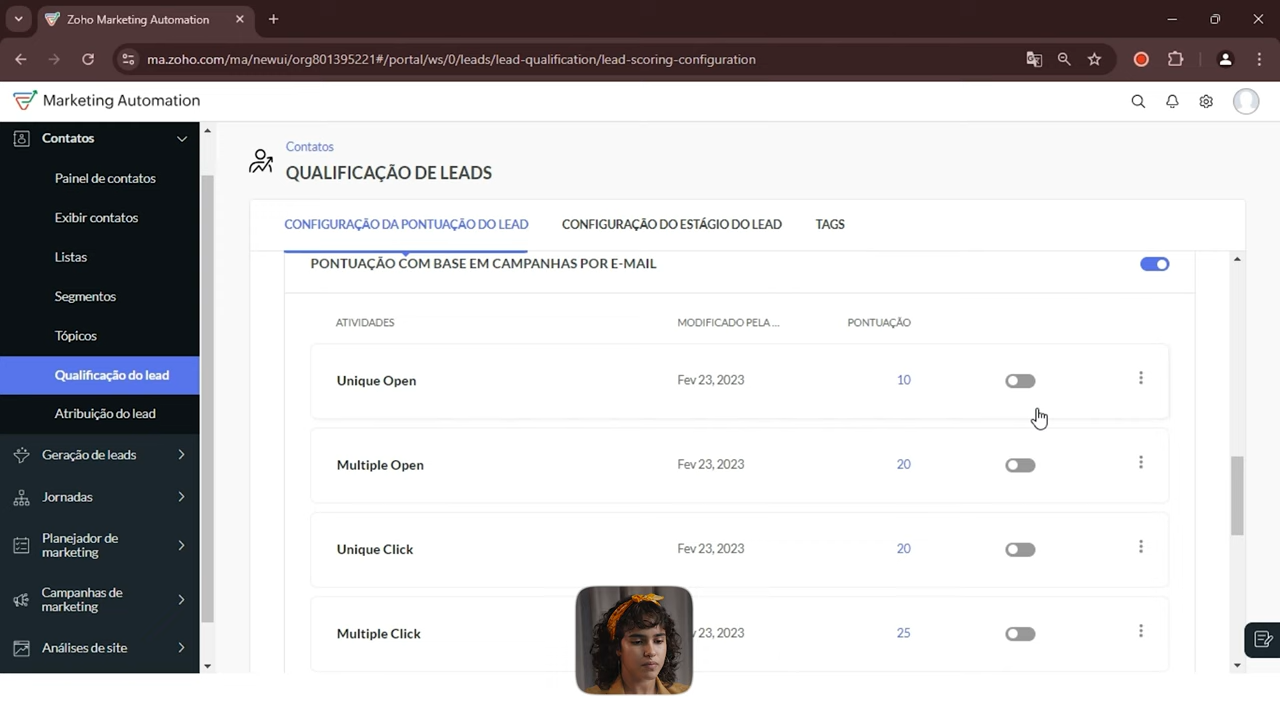 Zoho Marketing Automation
ma.zoho.com/ma/newui/org801395221#/portal/ws/0/leads/lead-qualification/lead-scoring-configuration
Marketing Automation
Contatos
Painel de contatos
Exibir contatos
Listas
Segmentos
Tópicos
Qualificação do lead
Atribuição do lead
Geração de leads
Jornadas
Planejador de
marketing
Campanhas de
marketing
Análises de site
Contatos
QUALIFICAÇÃO DE LEADS
CONFIGURAÇÃO DA PONTUAÇÃO DO LEAD CONFIGURAÇÃO DO ESTÁGIO DO LEAD TAGS
PONTUAÇÃO COM BASE EM CAMPANHAS POR E-MAIL
ATIVIDADES MODIFICADO PELA ... PONTUAÇÃO
Unique Open Fev 23, 2023 10
Multiple Open Fev 23, 2023 20
Unique Click Fev 23, 2023 20
Multiple Click 23, 2023 25